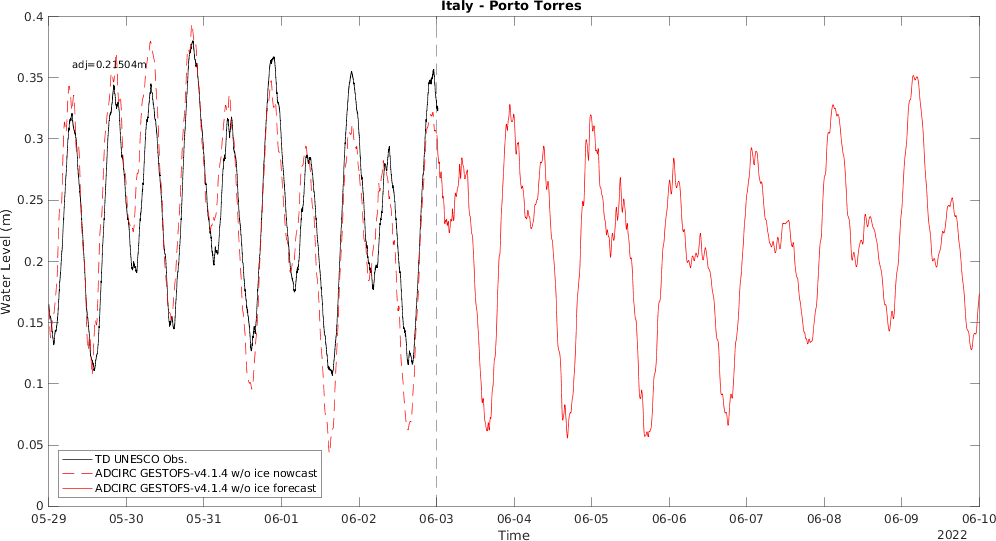 Italy - Porto Torres
0.4
adj=0.21504m
0.35
0.3
0.25
0.2
0.15
0.1
0.05
0
Water Level (m)
TD UNESCO Obs.
ADCIRC GESTOFS-v4.1.4 w/o ice nowcast
ADCIRC GESTOFS-v4.1.4 w/o ice forecast
05-29 05-30 05-31 06-01 06-02 06-03 06-04 06-05 06-06 06-07 06-08 06-09 06-10
Time
2022